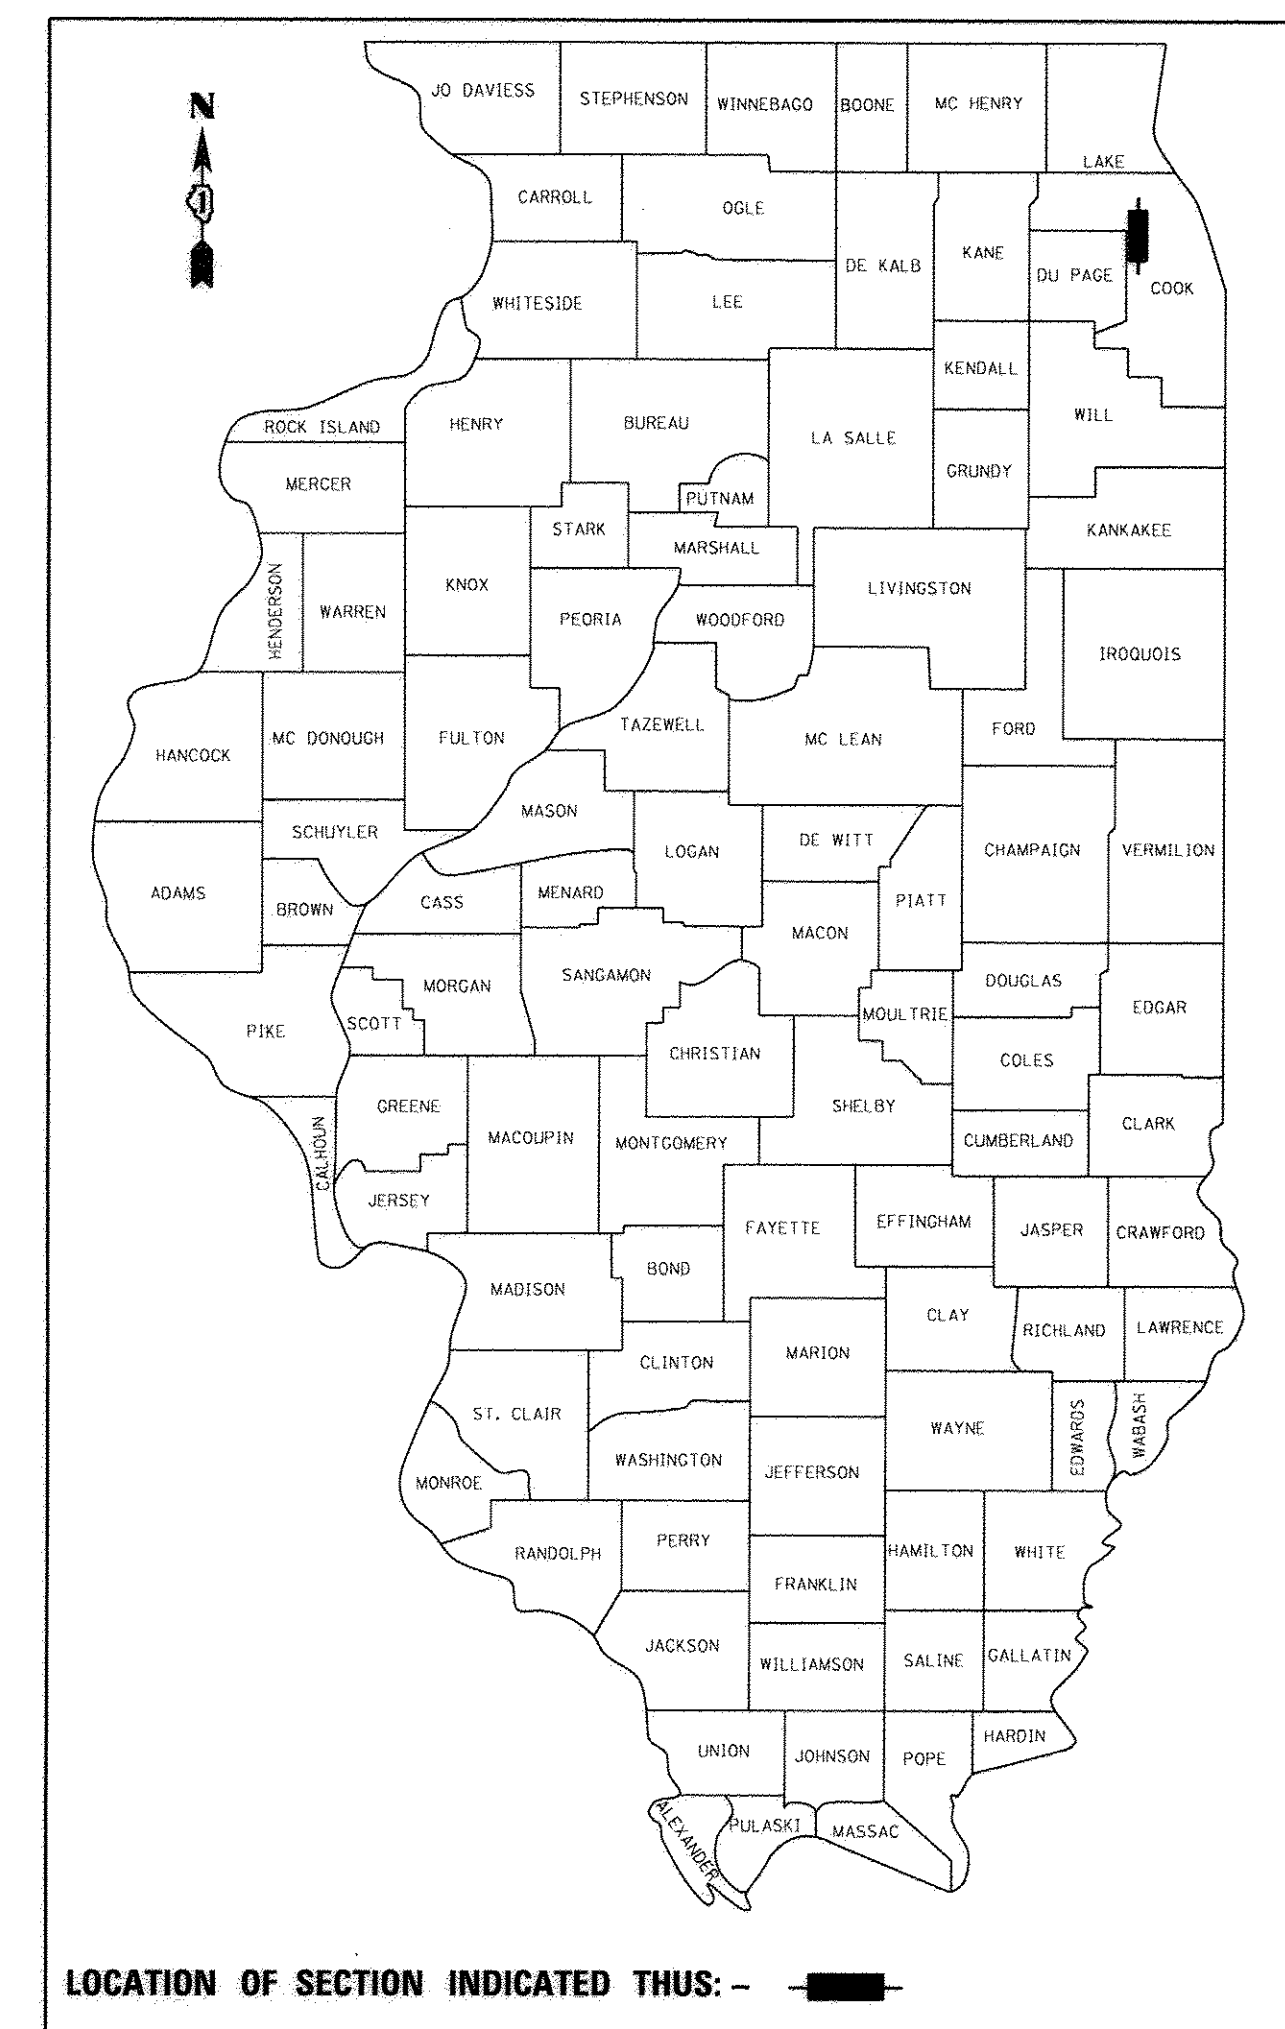 N
1
JO DAVIESS
STEPHENSON
WINNEBAGO
BOONE
MC HENRY
LAKE
CARROLL
OGLE
DE KALB
KANE
DU PAGE
COOK
WHITESIDE
LEE
KENDALL
ROCK ISLAND
HENRY
BUREAU
LA SALLE
WILL
MERCER
PUTNAM
GRUNDY
STARK
MARSHALL
KANKAKEE
HENDERSON
WARREN
KNOX
PEORIA
WOODFORD
LIVINGSTON
IROQUOIS
HANCOCK
MC DONOUGH
FULTON
TAZEWELL
MC LEAN
FORD
SCHUYLER
MASON
LOGAN
DE WITT
CHAMPAIGN
VERMILION
ADAMS
BROWN
CASS
MENARD
PIATT
MACON
PIKE
SCOTT
MORGAN
SANGAMON
CHRISTIAN
MOULTRIE
DOUGLAS
EDGAR
COLES
CALHOUN
GREENE
MACOUPIN
MONTGOMERY
SHELBY
CUMBERLAND
CLARK
JERSEY
FAYETTE
EFFINGHAM
JASPER
CRAWFORD
MADISON
BOND
CLAY
RICHLAND
LAWRENCE
CLINTON
MARION
ST. CLAIR
WASHINGTON
JEFFERSON
WAYNE
EDWARDS
WABASH
MONROE
RANDOLPH
PERRY
FRANKLIN
HAMILTON
WHITE
JACKSON
WILLIAMSON
SALINE
GALLATIN
UNION
JOHNSON
POPE
HARDIN
ALEXANDER
PULASKI
MASSAC
LOCATION OF SECTION INDICATED THUS: -